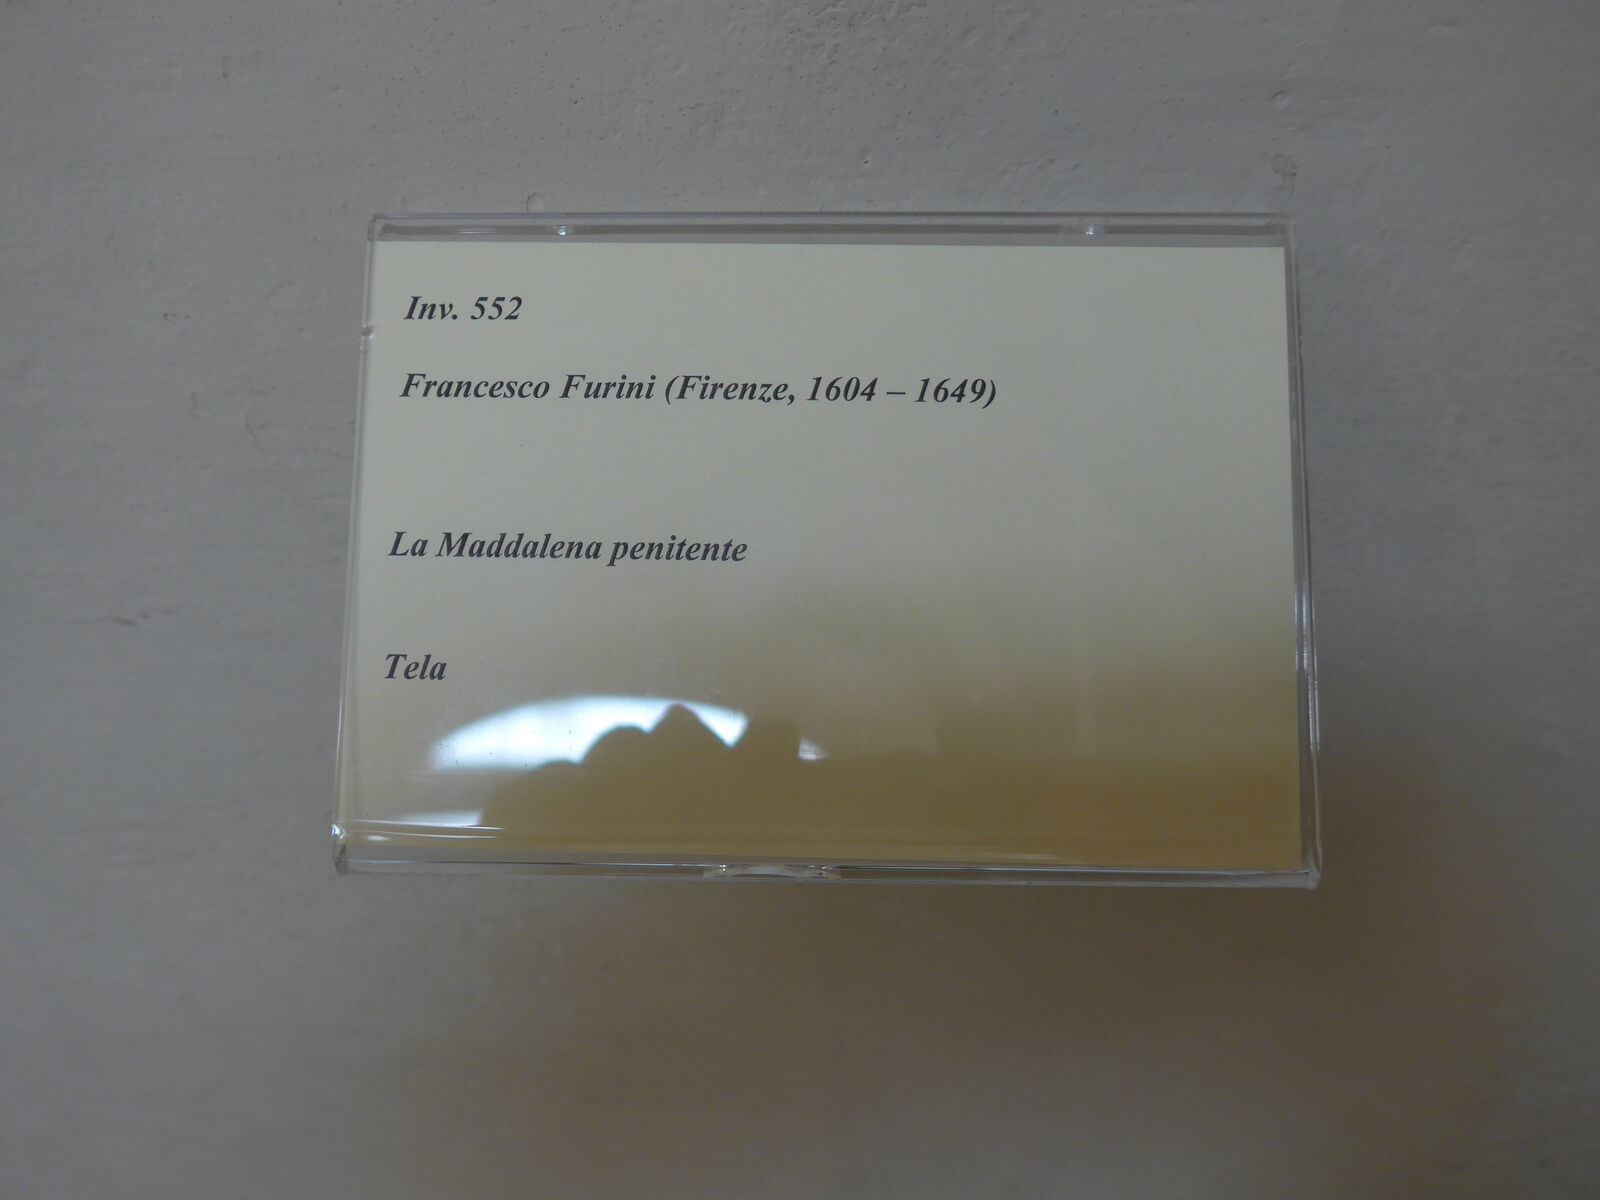 Inv. 552
Francesco Furini (Firenze, 1604 – 1649)
La Maddalena penitente
Tela